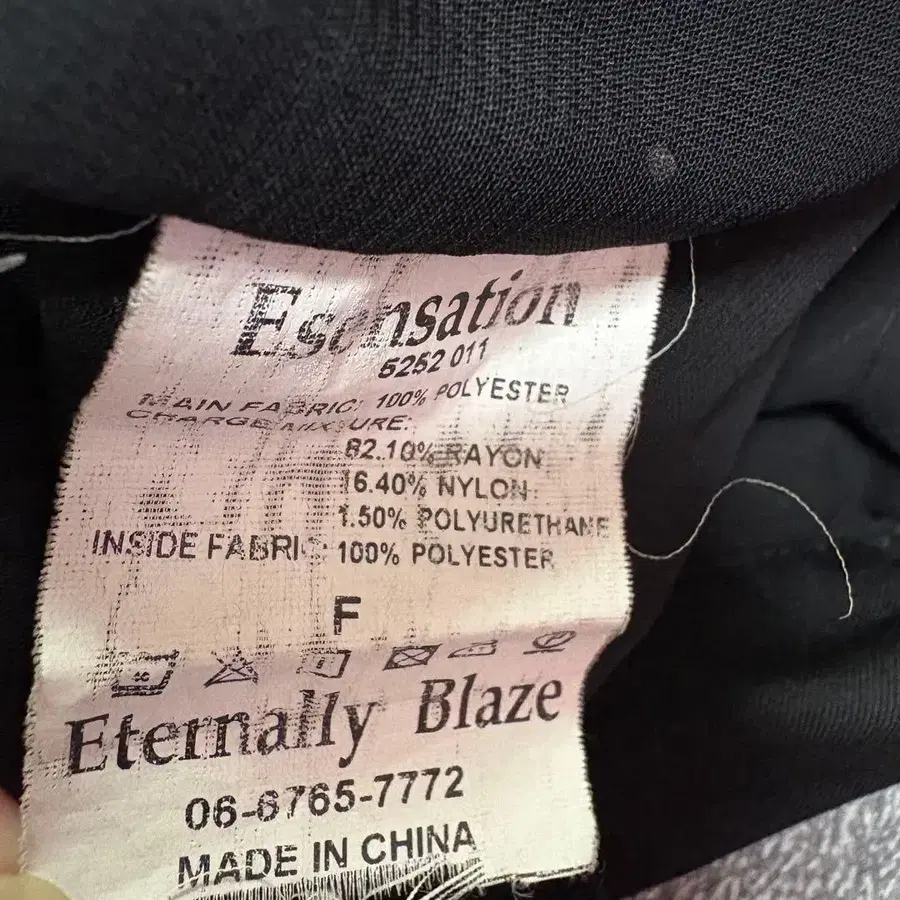 Esensation
5252 011
MAIN FABRIC: 100% POLYESTER
CHARGE MIXTURE:
82.10% RAYON
16.40% NYLON
1.50% POLYURETHANE
INSIDE FABRIC: 100% POLYESTER
F
Eternally Blaze
06-6765-7772
MADE IN CHINA